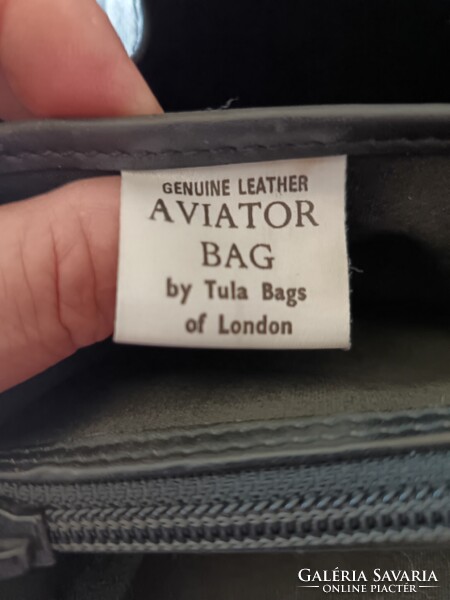 GENUINE LEATHER
AVIATOR
BAG
by Tula Bags
of London
GALÉRIA SAVARIA
ONLINE PIACTÉR